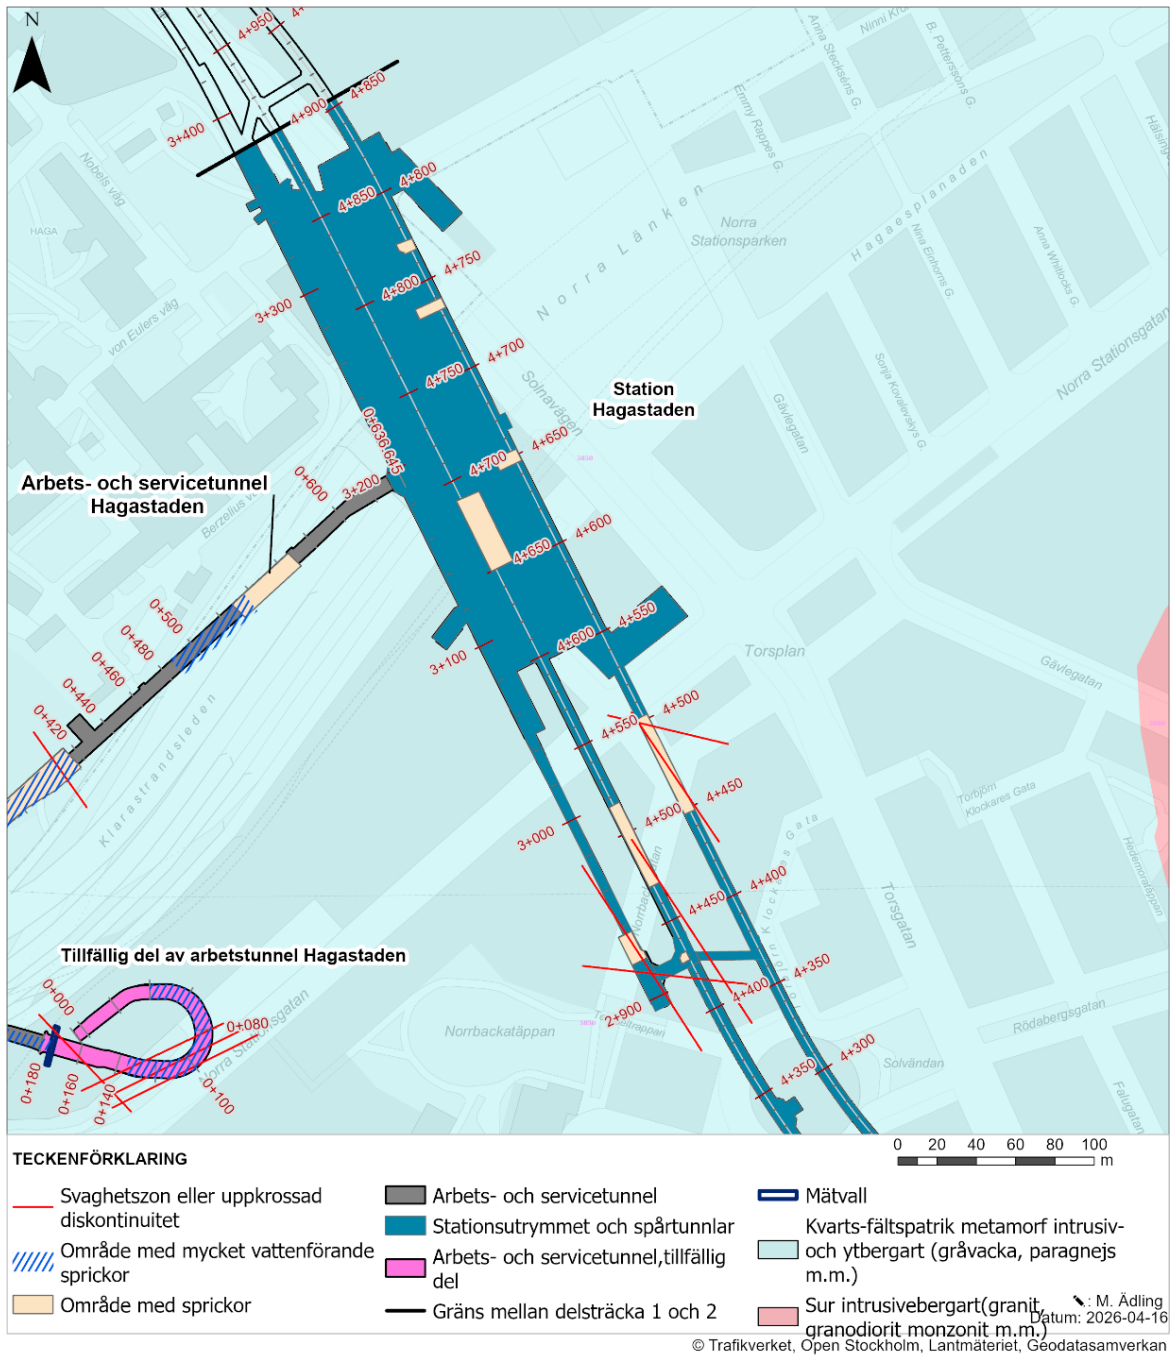 N
4+950
4+850
4+900
3+400
Ninni Kr
Anna Steckséns G.
B. Petterssons G.
Emmy Rappes G.
Hälsing
Nobels väg
HAGA
4+800
4+850
Norra Länken
Norra
Stationsparken
Hagaesplanaden
Nina Einhorns G.
Anna Whitlocks G.
4+750
4+800
3+300
von Eulers väg
4+700
4+750
Solnavägen
Station
Hagastaden
Gävlegatan
Sonja Kovalevskys G
Norra Stationsgatan
0+636,645
4+650
4+700
3+200
0+600
Arbets- och servicetunnel
Hagastaden
Berzelius v
4+600
4+650
0+500
0+480
0+460
0+440
0+420
4+550
4+600
3+100
Torsplan
Gävlegatan
Klarastrandsleden
4+500
4+550
4+450
4+500
3+000
Torbjörn
Klockares Gata
Hedemoratäppan
Norrba
gatan
4+400
4+450
Torsgatan
Tillfällig del av arbetstunnel Hagastaden
0+000
0+080
0+100
0+140
0+160
0+180
Norra Stationsgatan
4+350
4+400
2+900
Norrbackatäppan
Rödabergsgatan
4+300
4+350
Solvändan
Falugatan
TECKENFÖRKLARING
0 20 40 60 80 100
m
Svaghetszon eller uppkrossad
diskontinuitet
Område med mycket vattenförande
sprickor
Område med sprickor
Arbets- och servicetunnel
Stationsutrymmet och spårtunnlar
Arbets- och servicetunnel,tillfällig
del
Gräns mellan delsträcka 1 och 2
Mätvall
Kvarts-fältspatrik metamorf intrusiv-
och ytbergart (gråvacka, paragnejs
m.m.)
Sur intrusivebergart(granit,
granodiorit monzonit m.m.)
: M. Ädling
Datum: 2026-04-16
© Trafikverket, Open Stockholm, Lantmäteriet, Geodatasamverkan